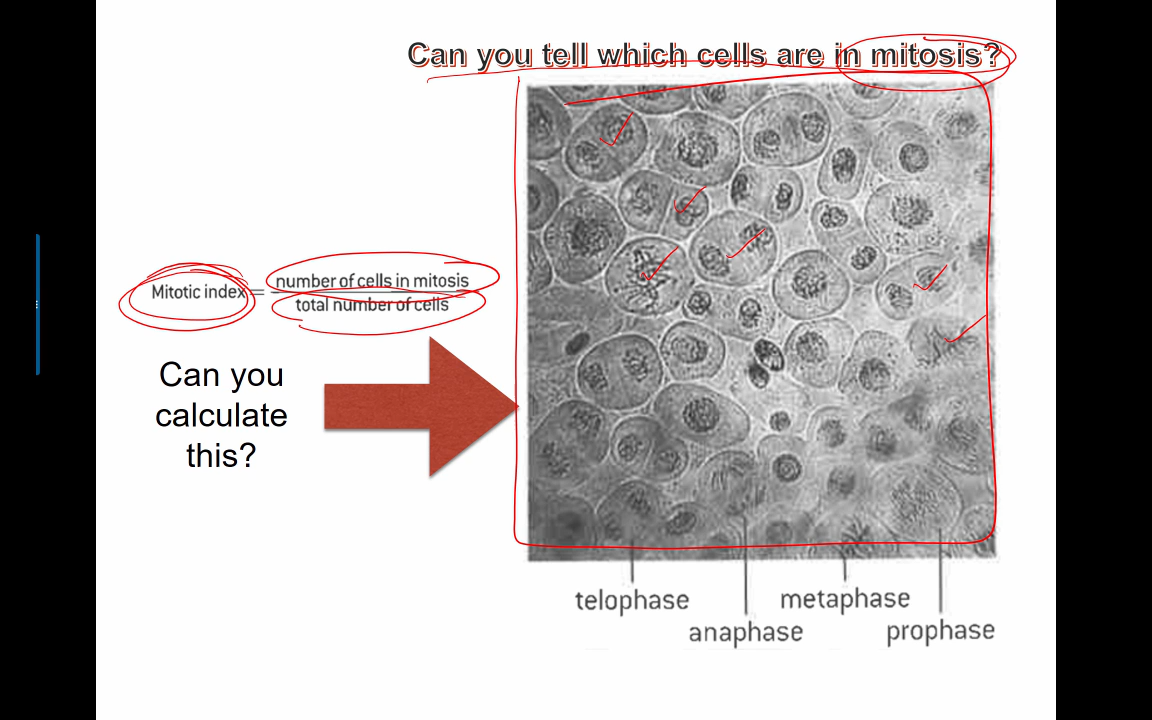 Can you tell which cells are in mitosis?
Mitotic index = number of cells in mitosis
total number of cells
Can you
calculate
this?
telophase
metaphase
anaphase
prophase